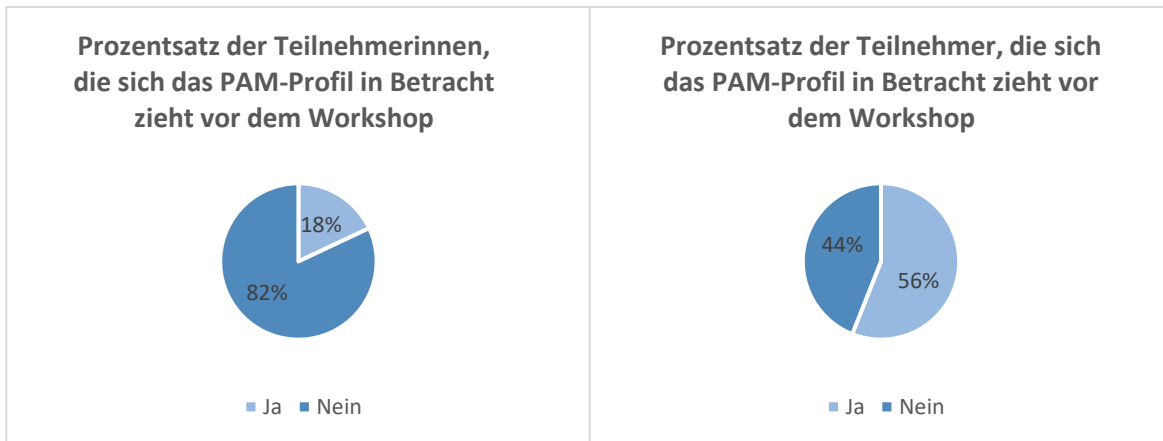 Prozentsatz der Teilnehmerinnen,
die sich das PAM-Profil in Betracht
zieht vor dem Workshop
18%
82%
Ja Nein
Prozentsatz der Teilnehmer, die sich
das PAM-Profil in Betracht zieht vor
dem Workshop
44%
56%
Ja Nein